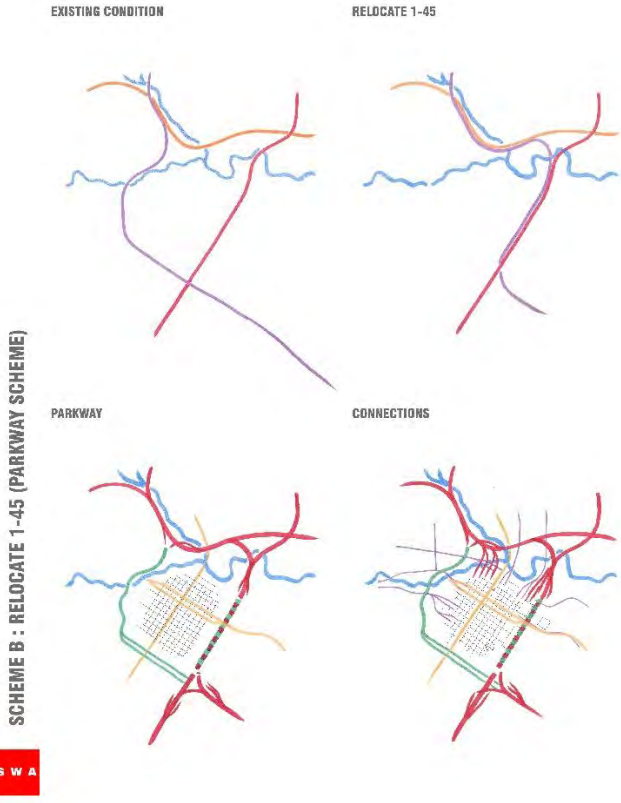 EXISTING CONDITION
RELOCATE 1-45
PARKWAY
CONNECTIONS
SCHEME B : RELOCATE 1-45 (PARKWAY SCHEME)
S W A